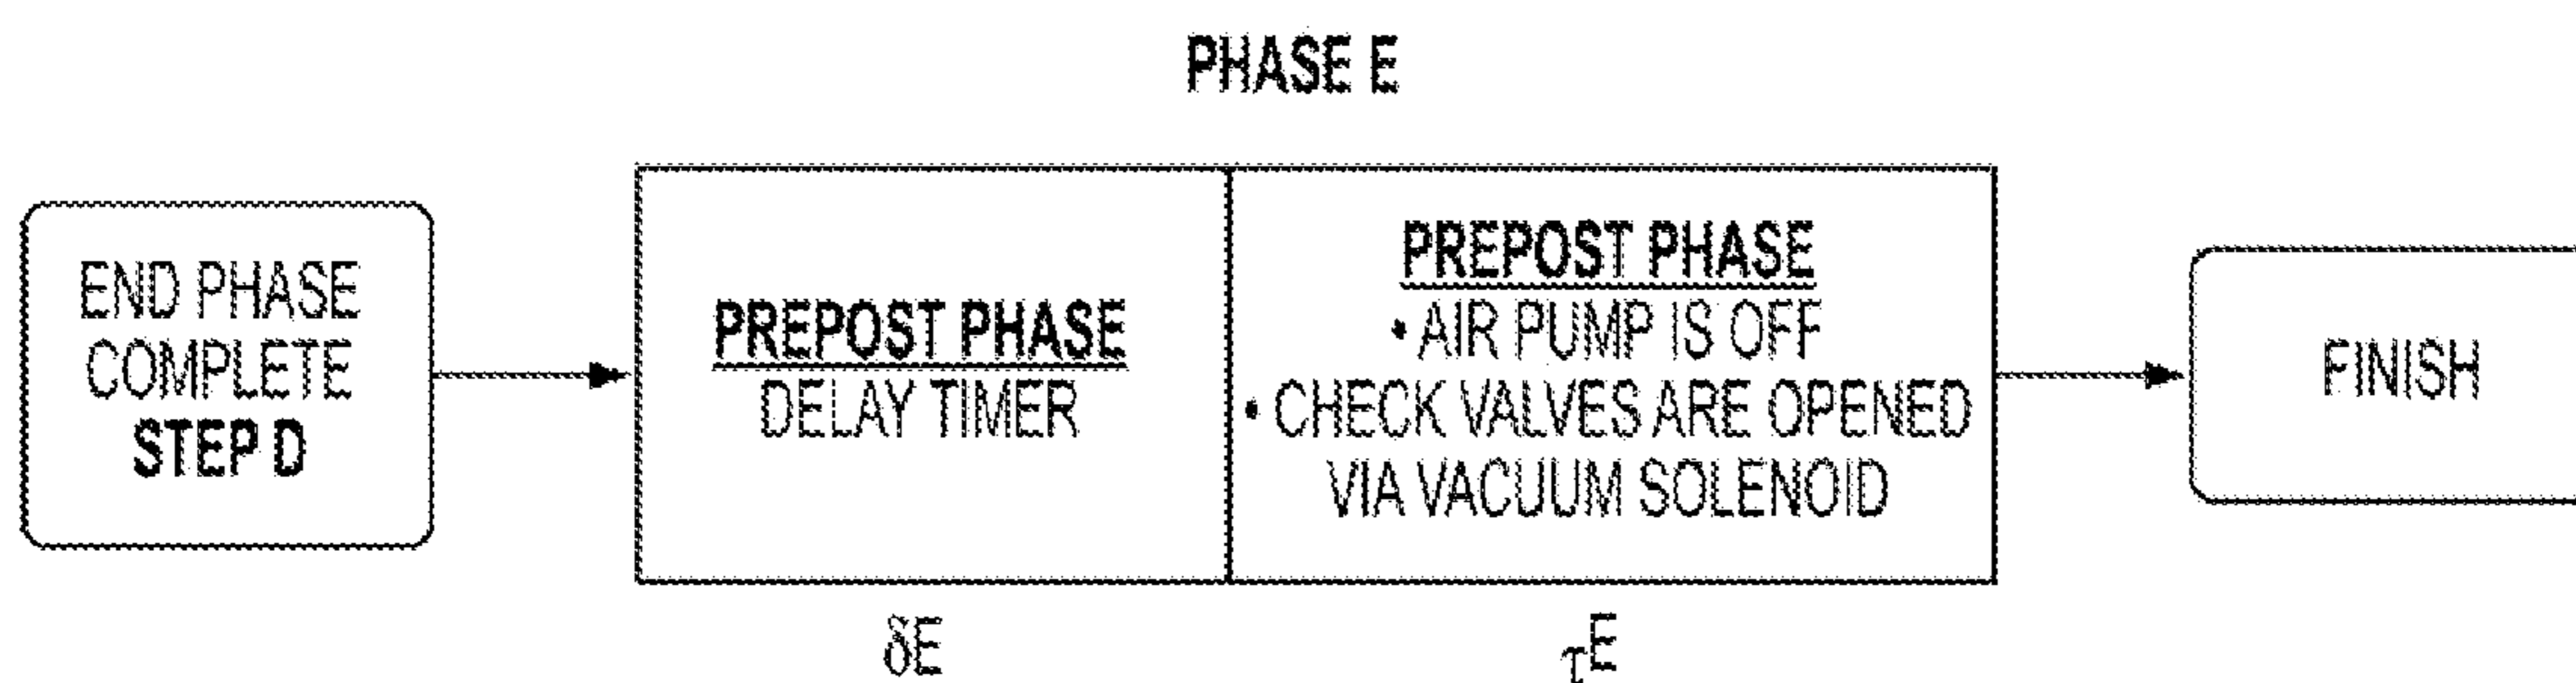 PHASE E
END PHASE
COMPLETE
STEP D
PREPOST PHASE
DELAY TIMER
PREPOST PHASE
• AIR PUMP IS OFF
• CHECK VALVES ARE OPENED
VIA VACUUM SOLENOID
FINISH
δE
τE